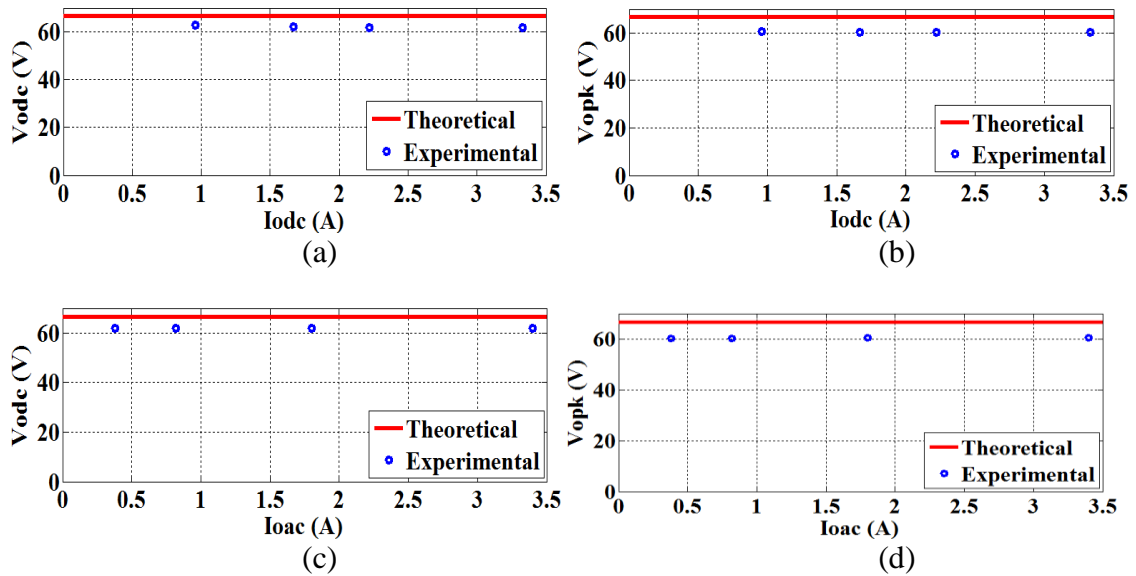 Vodc (V)
60
40
20
0
0 0.5 1 1.5 2 2.5 3 3.5
Iodc (A)
Theoretical
Experimental
(a)
Vopk (V)
60
40
20
0
0 0.5 1 1.5 2 2.5 3 3.5
Iodc (A)
Theoretical
Experimental
(b)
Vodc (V)
60
40
20
0
0 0.5 1 1.5 2 2.5 3 3.5
Ioac (A)
Theoretical
Experimental
(c)
Vopk (V)
60
40
20
0
0 0.5 1 1.5 2 2.5 3 3.5
Ioac (A)
Theoretical
Experimental
(d)